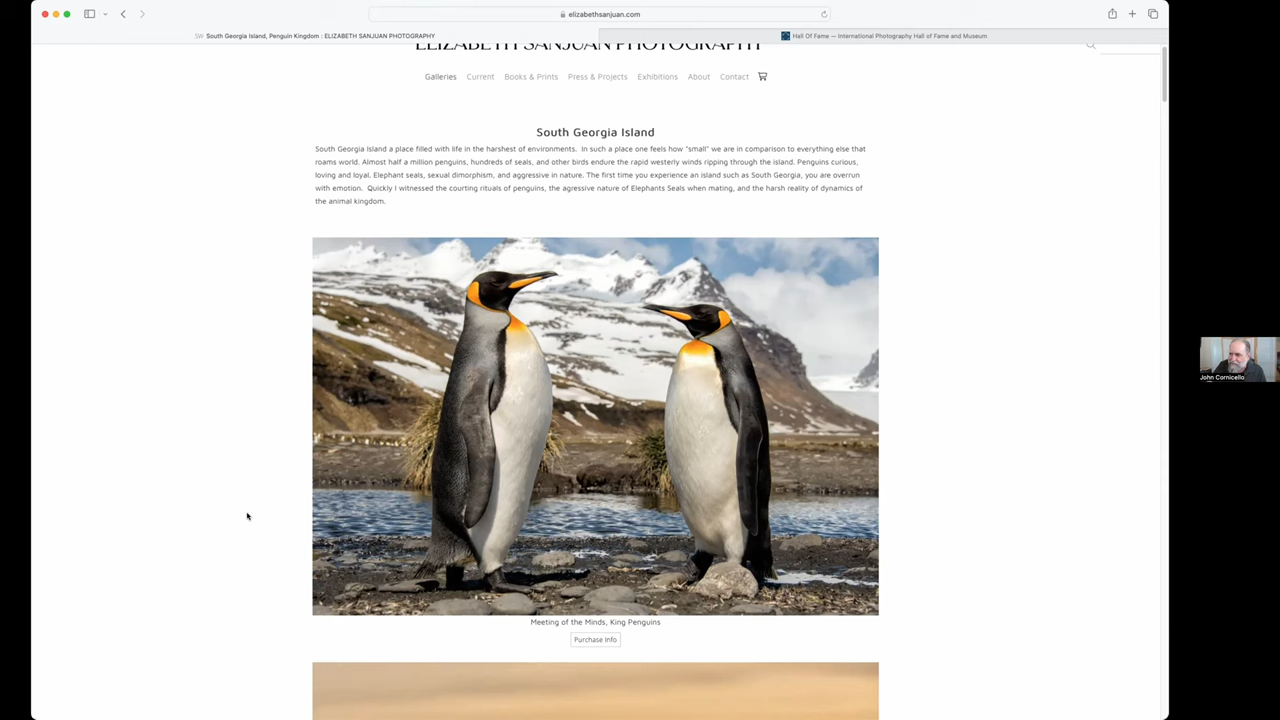 elizabethsanjuan.com
SW South Georgia Island, Penguin Kingdom : ELIZABETH SANJUAN PHOTOGRAPHY
Hall Of Fame — International Photography Hall of Fame and Museum
ELIZABETH SANJUAN PHOTOGRAPHY
Galleries Current Books & Prints Press & Projects Exhibitions About Contact
South Georgia Island
South Georgia Island a place filled with life in the harshest of environments. In such a place one feels how "small" we are in comparison to everything else that
roams world. Almost half a million penguins, hundreds of seals, and other birds endure the rapid westerly winds ripping through the island. Penguins curious,
loving and loyal. Elephant seals, sexual dimorphism, and aggressive in nature. The first time you experience an island such as South Georgia, you are overrun
with emotion. Quickly I witnessed the courting rituals of penguins, the agressive nature of Elephants Seals when mating, and the harsh reality of dynamics of
the animal kingdom.
John Cornicello
Meeting of the Minds, King Penguins
Purchase Info